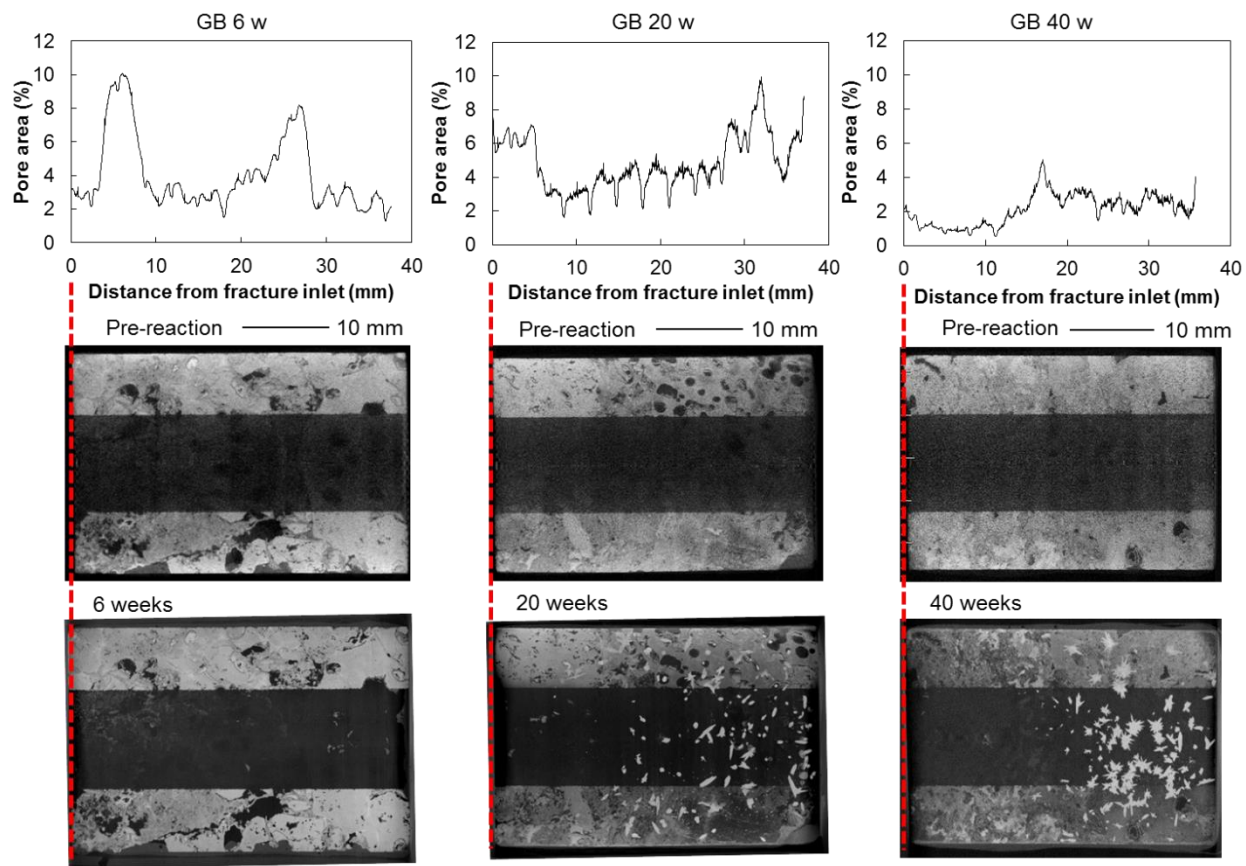 GB 6 w
GB 20 w
GB 40 w
Pore area (%)
12
10
8
6
4
2
0
0 10 20 30 40
Distance from fracture inlet (mm)
Pore area (%)
12
10
8
6
4
2
0
0 10 20 30 40
Distance from fracture inlet (mm)
Pore area (%)
12
10
8
6
4
2
0
0 10 20 30 40
Distance from fracture inlet (mm)
Pre-reaction 10 mm
Pre-reaction 10 mm
Pre-reaction 10 mm
6 weeks
20 weeks
40 weeks